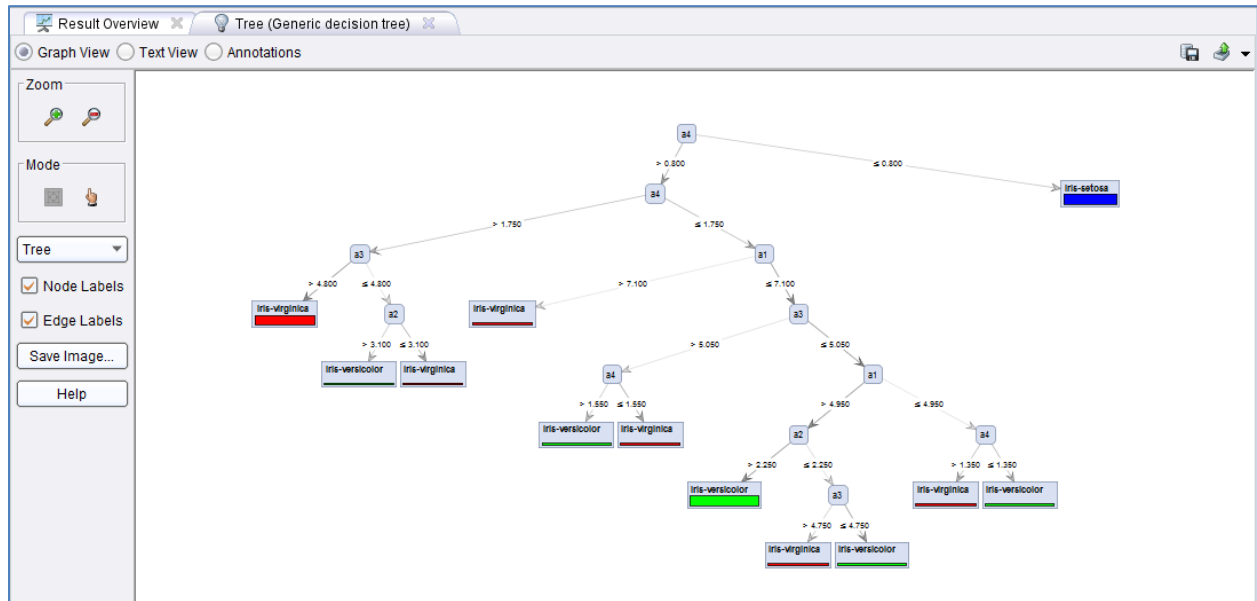 Result Overview Tree (Generic decision tree)
Graph View Text View Annotations
Zoom
Mode
Tree
Node Labels
Edge Labels
Save Image...
Help
a4
> 0.800 ≤ 0.800
a4 Iris-setosa
> 1.750 ≤ 1.750
a3 a1
> 4.800 ≤ 4.800 > 7.100 ≤ 7.100
Iris-virginica a2 Iris-virginica a3
> 3.100 ≤ 3.100 > 5.050 ≤ 5.050
Iris-versicolor Iris-virginica a4 a1
> 1.550 ≤ 1.550 > 4.950 ≤ 4.950
Iris-versicolor Iris-virginica a2 a4
> 2.250 ≤ 2.250 > 1.350 ≤ 1.350
Iris-versicolor a3 Iris-virginica Iris-versicolor
> 4.750 ≤ 4.750
Iris-virginica Iris-versicolor